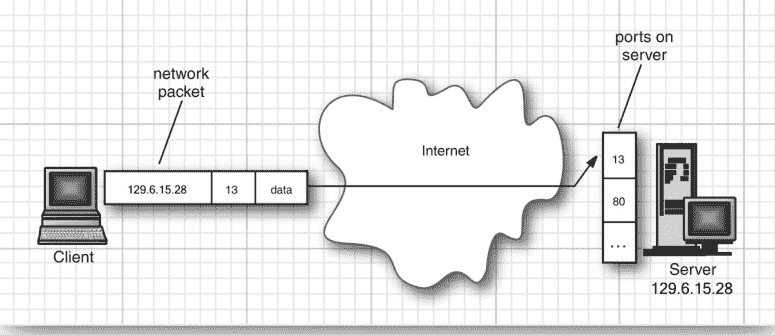 ports on
server
network
packet
Internet
129.6.15.28 13 data
13
80
...
Client
Server
129.6.15.28